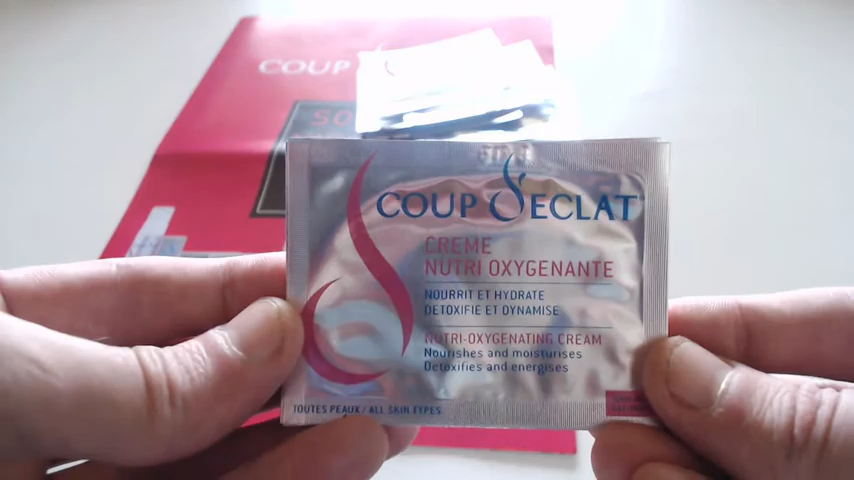 COUP
SO
COUP D'ECLAT
CREME
NUTRI OXYGENANTE
NOURRIT ET HYDRATE
DETOXIFIE ET DYNAMISE
NUTRI-OXYGENATING CREAM
Nourishes and moisturises
Detoxifies and energises
TOUTES PEAUX / ALL SKIN TYPES